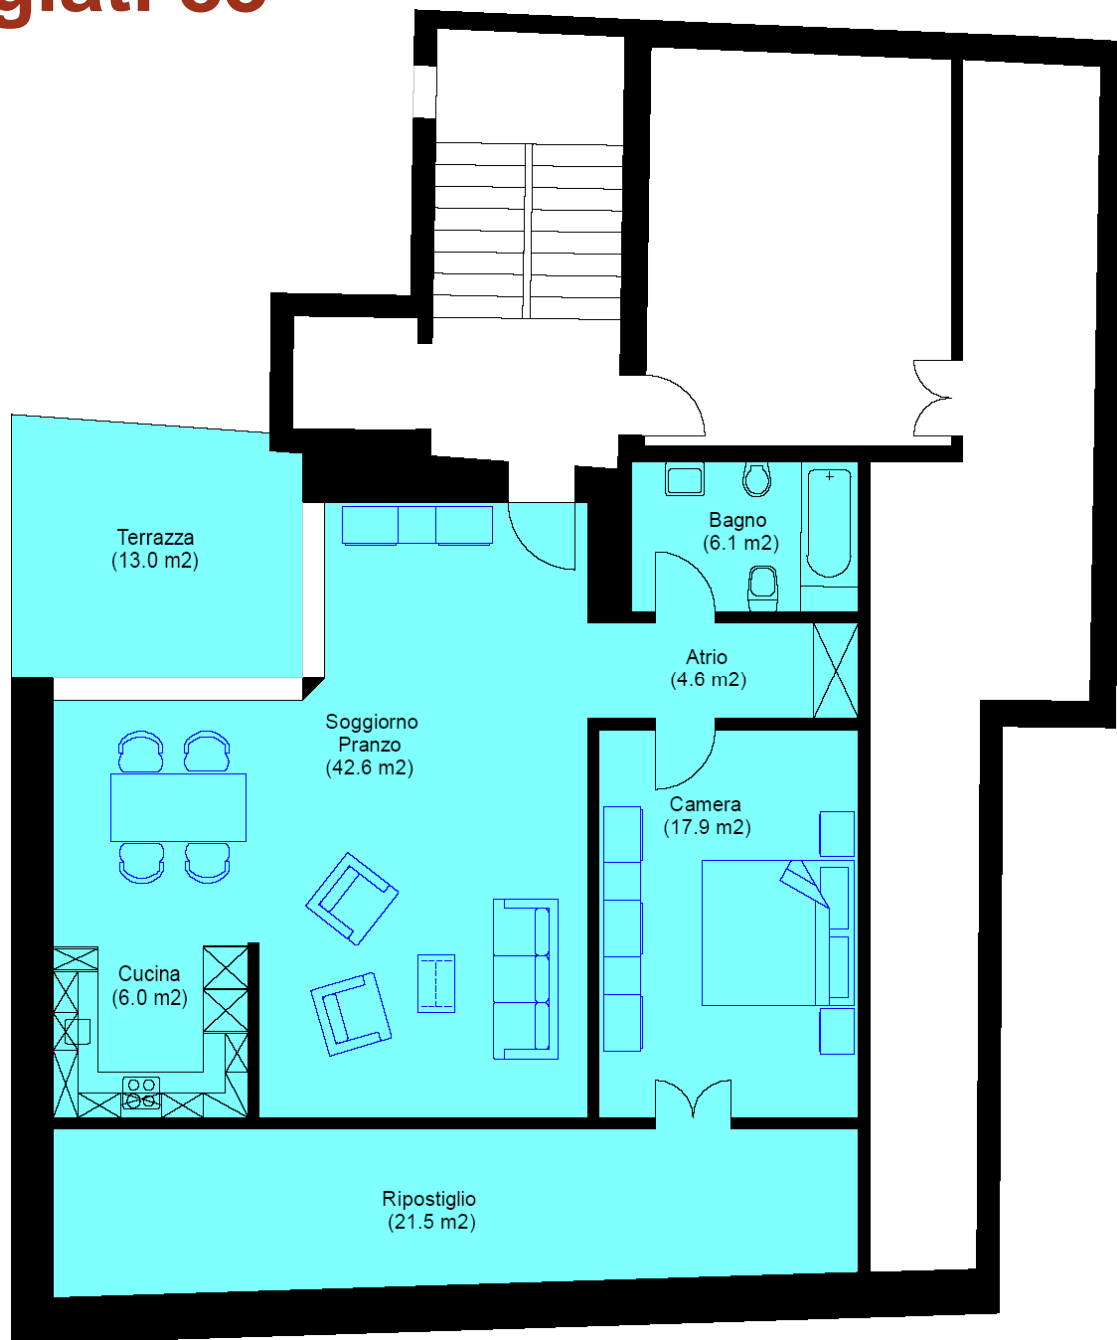 Terrazza
(13.0 m2)
Bagno
(6.1 m2)
Atrio
(4.6 m2)
Soggiorno
Pranzo
(42.6 m2)
Camera
(17.9 m2)
Cucina
(6.0 m2)
Ripostiglio
(21.5 m2)